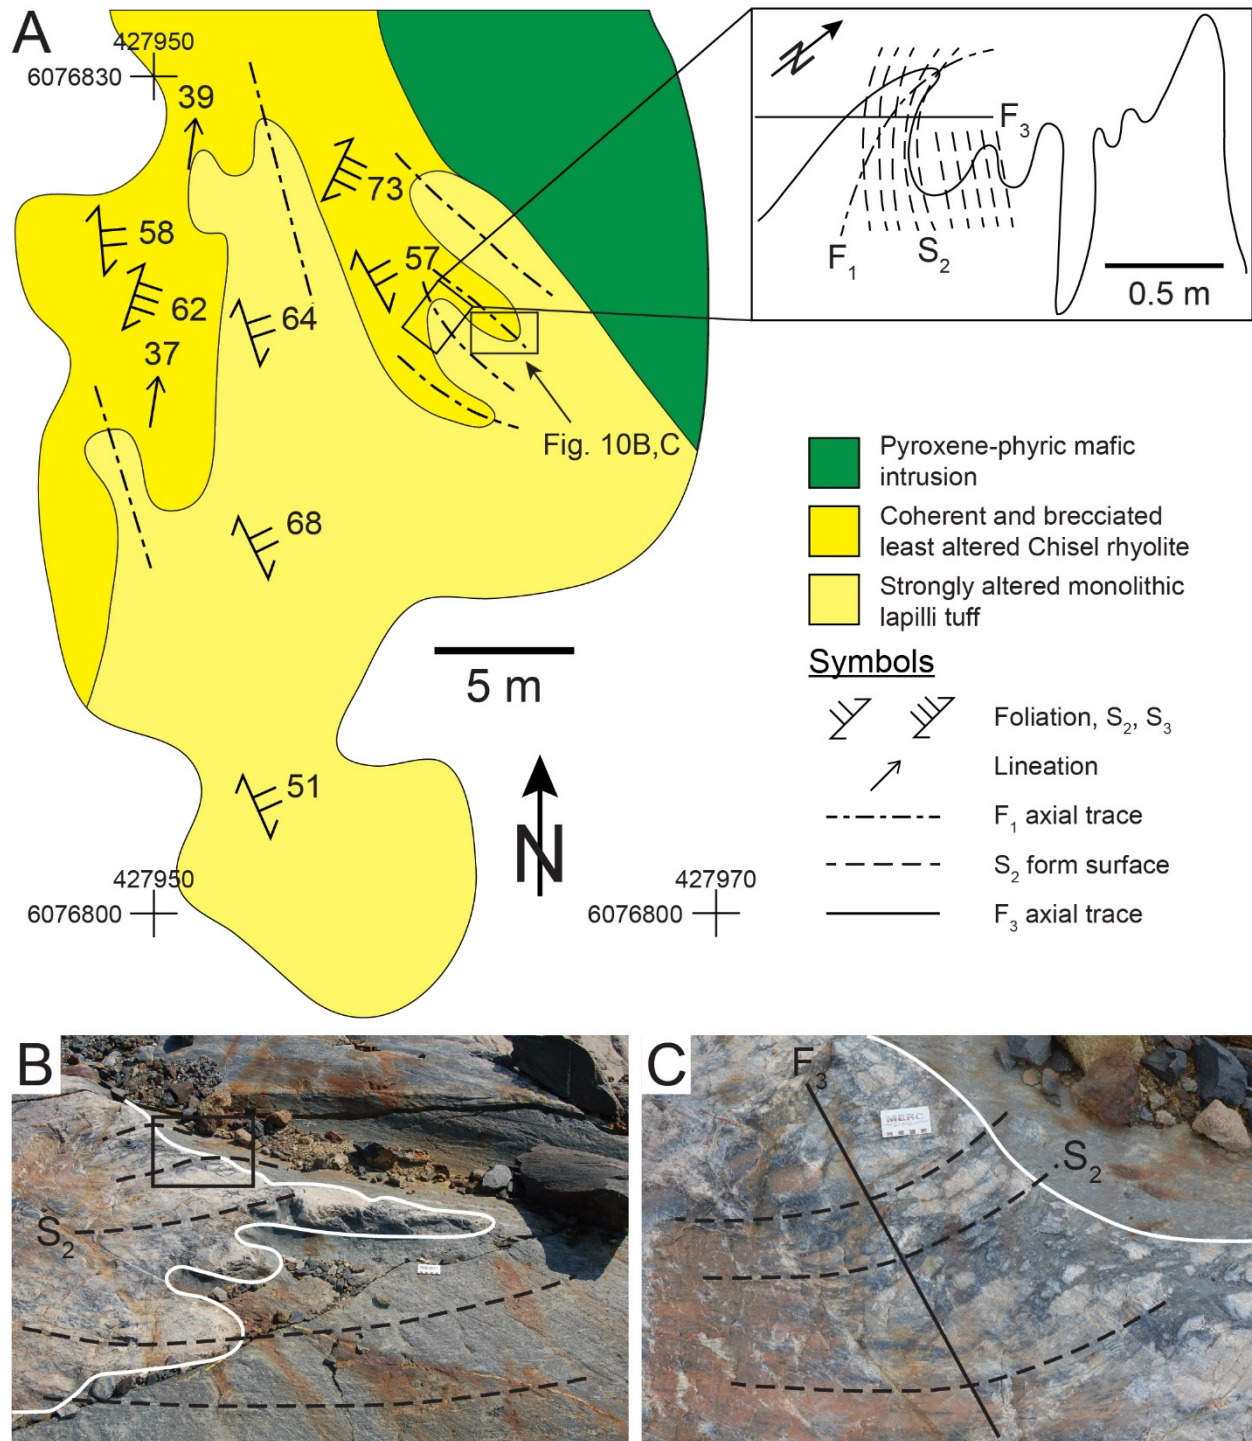 A
427950
6076830
39
73
58
57
62
64
37
Fig. 10B,C
68
5 m
51
N
427950
6076800
427970
6076800
N
F3
F1
S2
0.5 m
Pyroxene-phyric mafic
intrusion
Coherent and brecciated
least altered Chisel rhyolite
Strongly altered monolithic
lapilli tuff
Symbols
Foliation, S2, S3
Lineation
F1 axial trace
S2 form surface
F3 axial trace
B
S2
MERC
C
F3
MERC
S2